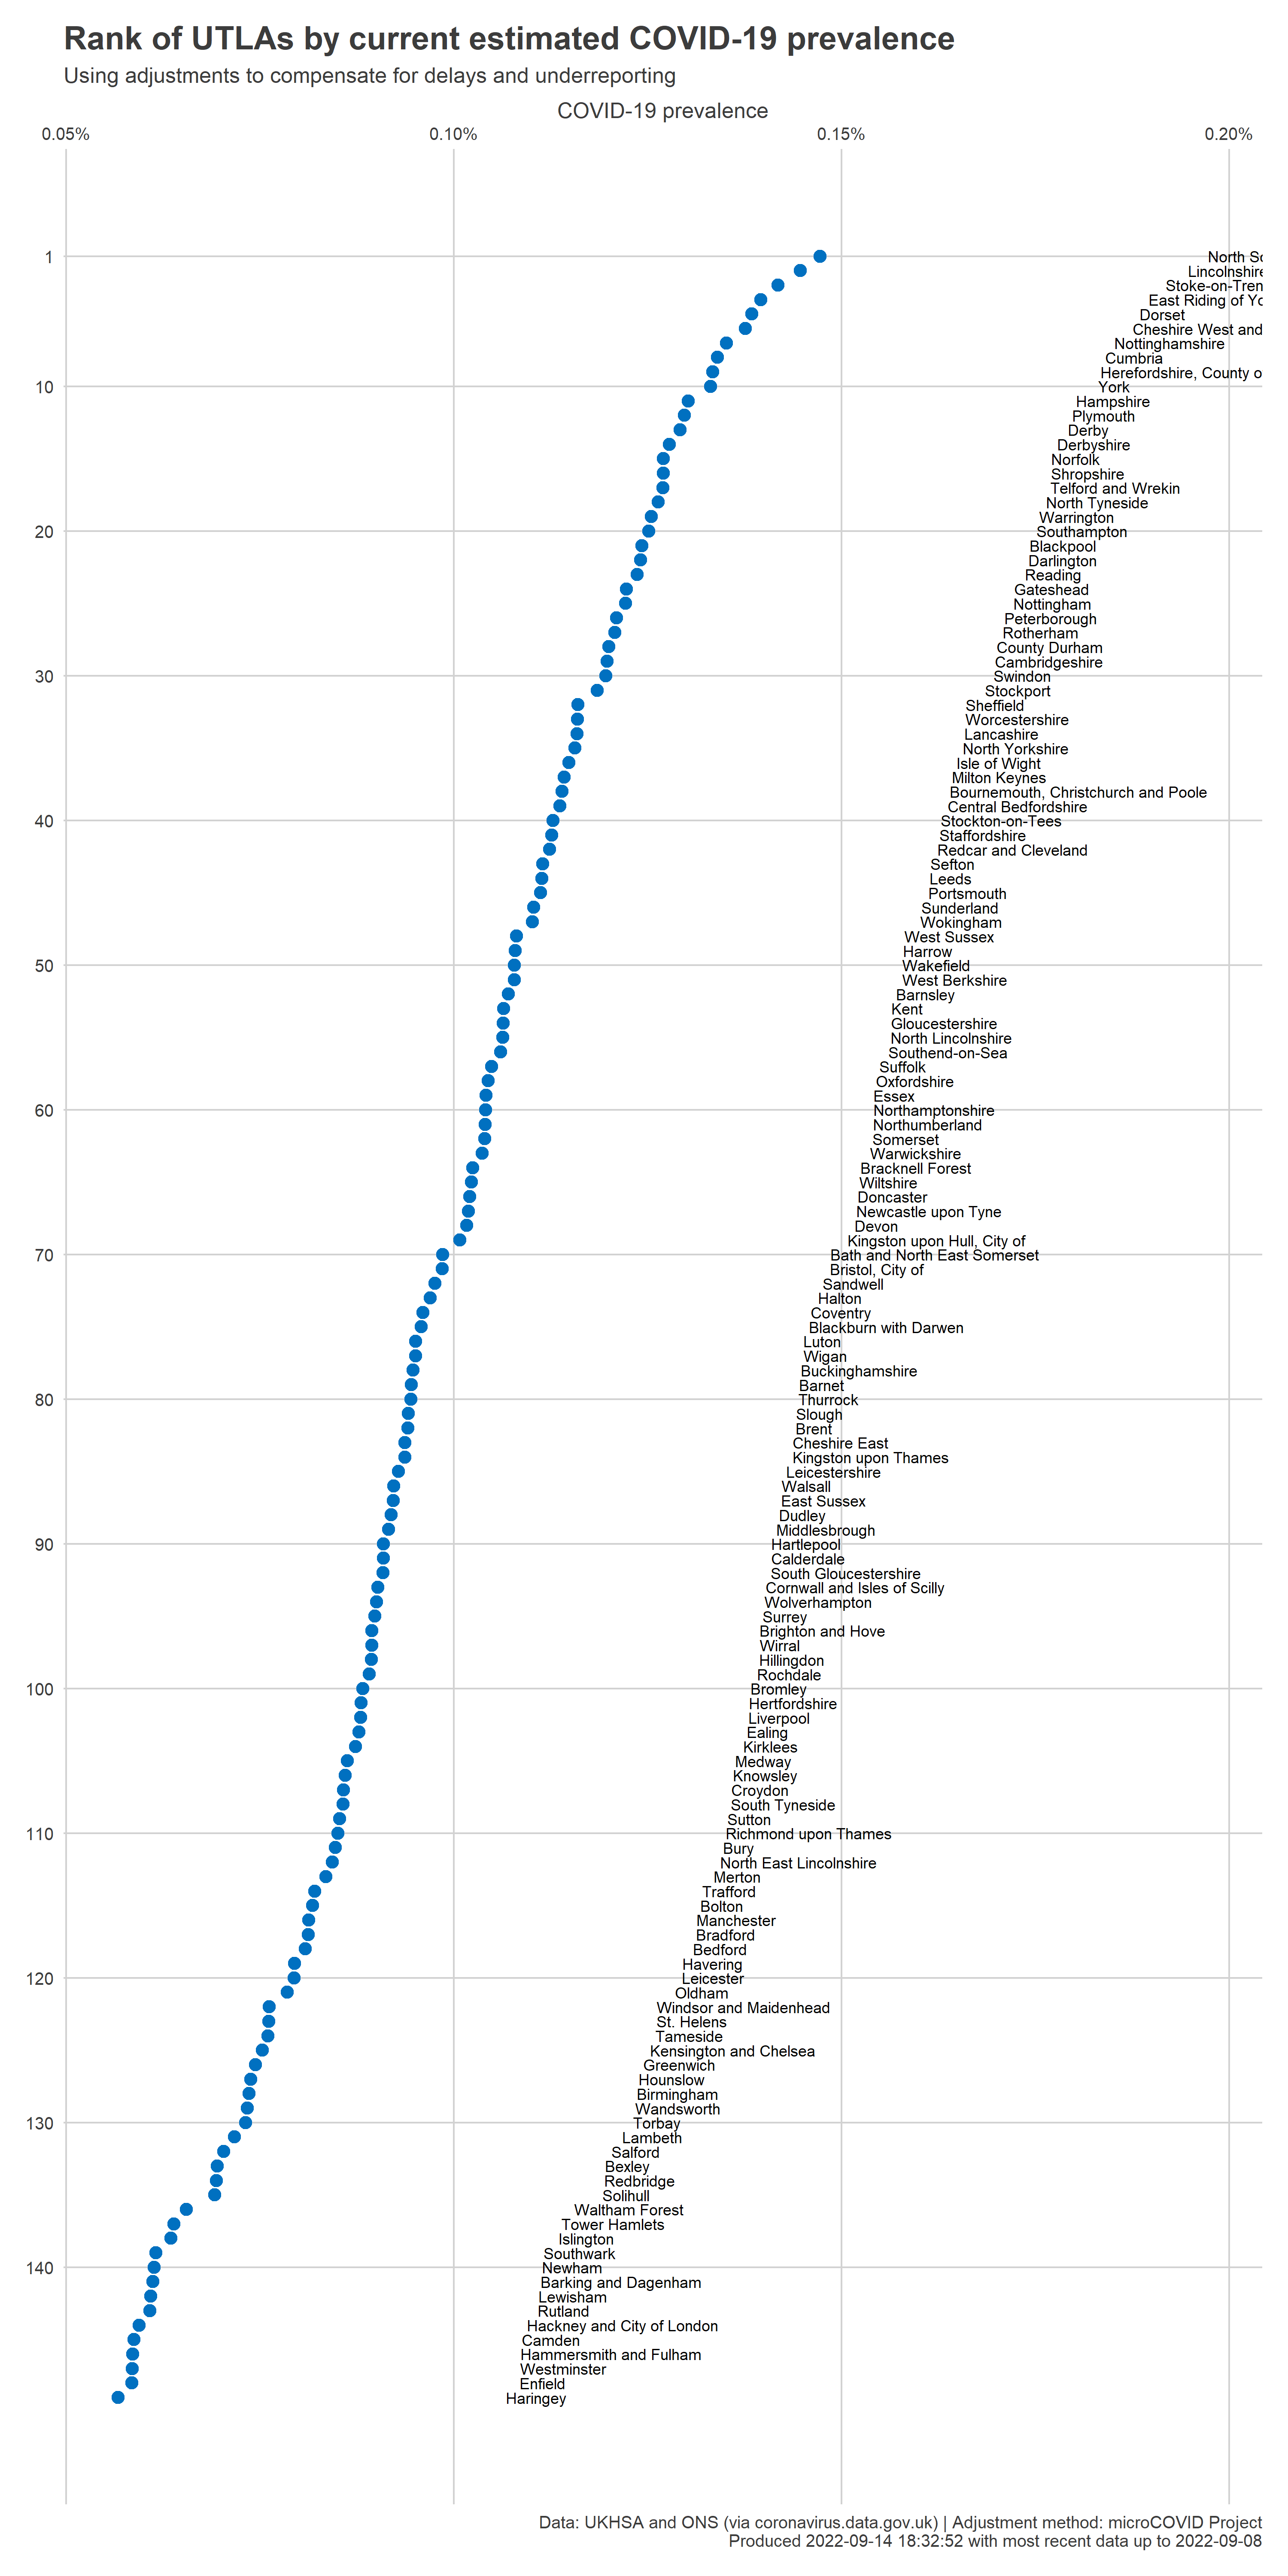 Rank of UTLAs by current estimated COVID-19 prevalence
Using adjustments to compensate for delays and underreporting
COVID-19 prevalence
0.05% 0.10% 0.15% 0.20%
1 North So
Lincolnshire
Stoke-on-Tren
East Riding of Yo
Dorset
Cheshire West and
Nottinghamshire
Cumbria
Herefordshire, County o
10 York
Hampshire
Plymouth
Derby
Derbyshire
Norfolk
Shropshire
Telford and Wrekin
North Tyneside
Warrington
20 Southampton
Blackpool
Darlington
Reading
Gateshead
Nottingham
Peterborough
Rotherham
County Durham
Cambridgeshire
30 Swindon
Stockport
Sheffield
Worcestershire
Lancashire
North Yorkshire
Isle of Wight
Milton Keynes
Bournemouth, Christchurch and Poole
Central Bedfordshire
40 Stockton-on-Tees
Staffordshire
Redcar and Cleveland
Sefton
Leeds
Portsmouth
Sunderland
Wokingham
West Sussex
Harrow
50 Wakefield
West Berkshire
Barnsley
Kent
Gloucestershire
North Lincolnshire
Southend-on-Sea
Suffolk
Oxfordshire
Essex
60 Northamptonshire
Northumberland
Somerset
Warwickshire
Bracknell Forest
Wiltshire
Doncaster
Newcastle upon Tyne
Devon
Kingston upon Hull, City of
70 Bath and North East Somerset
Bristol, City of
Sandwell
Halton
Coventry
Blackburn with Darwen
Luton
Wigan
Buckinghamshire
Barnet
80 Thurrock
Slough
Brent
Cheshire East
Kingston upon Thames
Leicestershire
Walsall
East Sussex
Dudley
Middlesbrough
90 Hartlepool
Calderdale
South Gloucestershire
Cornwall and Isles of Scilly
Wolverhampton
Surrey
Brighton and Hove
Wirral
Hillingdon
Rochdale
100 Bromley
Hertfordshire
Liverpool
Ealing
Kirklees
Medway
Knowsley
Croydon
South Tyneside
Sutton
110 Richmond upon Thames
Bury
North East Lincolnshire
Merton
Trafford
Bolton
Manchester
Bradford
Bedford
Havering
120 Leicester
Oldham
Windsor and Maidenhead
St. Helens
Tameside
Kensington and Chelsea
Greenwich
Hounslow
Birmingham
Wandsworth
130 Torbay
Lambeth
Salford
Bexley
Redbridge
Solihull
Waltham Forest
Tower Hamlets
Islington
Southwark
140 Newham
Barking and Dagenham
Lewisham
Rutland
Hackney and City of London
Camden
Hammersmith and Fulham
Westminster
Enfield
Haringey
Data: UKHSA and ONS (via coronavirus.data.gov.uk) | Adjustment method: microCOVID Project
Produced 2022-09-14 18:32:52 with most recent data up to 2022-09-08